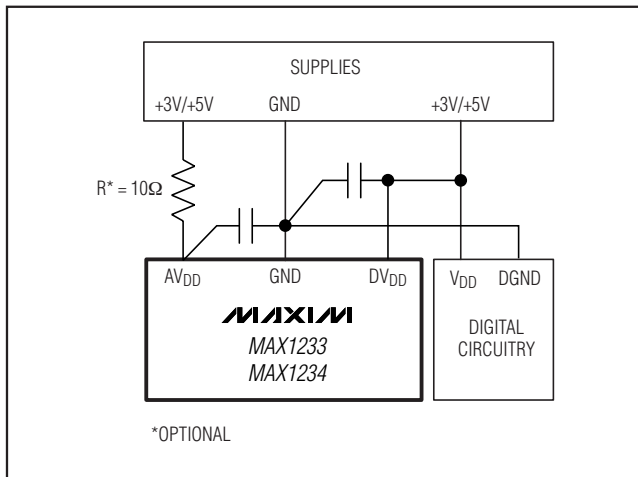 SUPPLIES
+3V/+5V GND +3V/+5V
R* = 10Ω
AVDD GND DVDD VDD DGND
MAXIM
MAX1233
MAX1234
DIGITAL
CIRCUITRY
*OPTIONAL